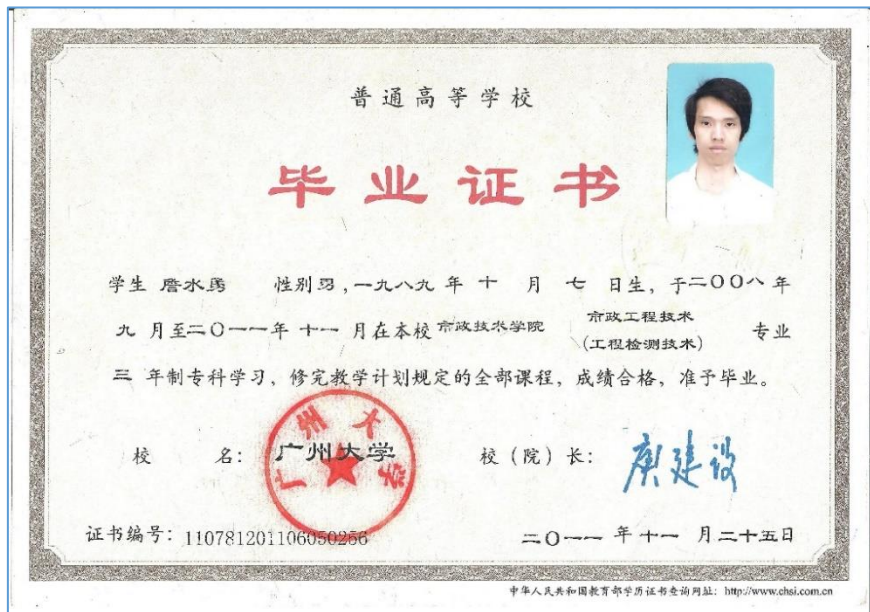 普通高等学校
毕业证书
学生 詹水勇 性别男，一九八九 年 十 月 七 日生，于二〇〇八年
九 月至二〇一一年 十一 月在本校 市政技术学院 市政工程技术
(工程检测技术) 专业
三 年制专科学习，修完教学计划规定的全部课程，成绩合格，准予毕业。
校 名： 广州大学 校（院）长： 庾建设
广州大学
证书编号：110781201106050256 二〇一一 年 十一 月二十五日
中华人民共和国教育部学历证书查询网址：http://www.chsi.com.cn